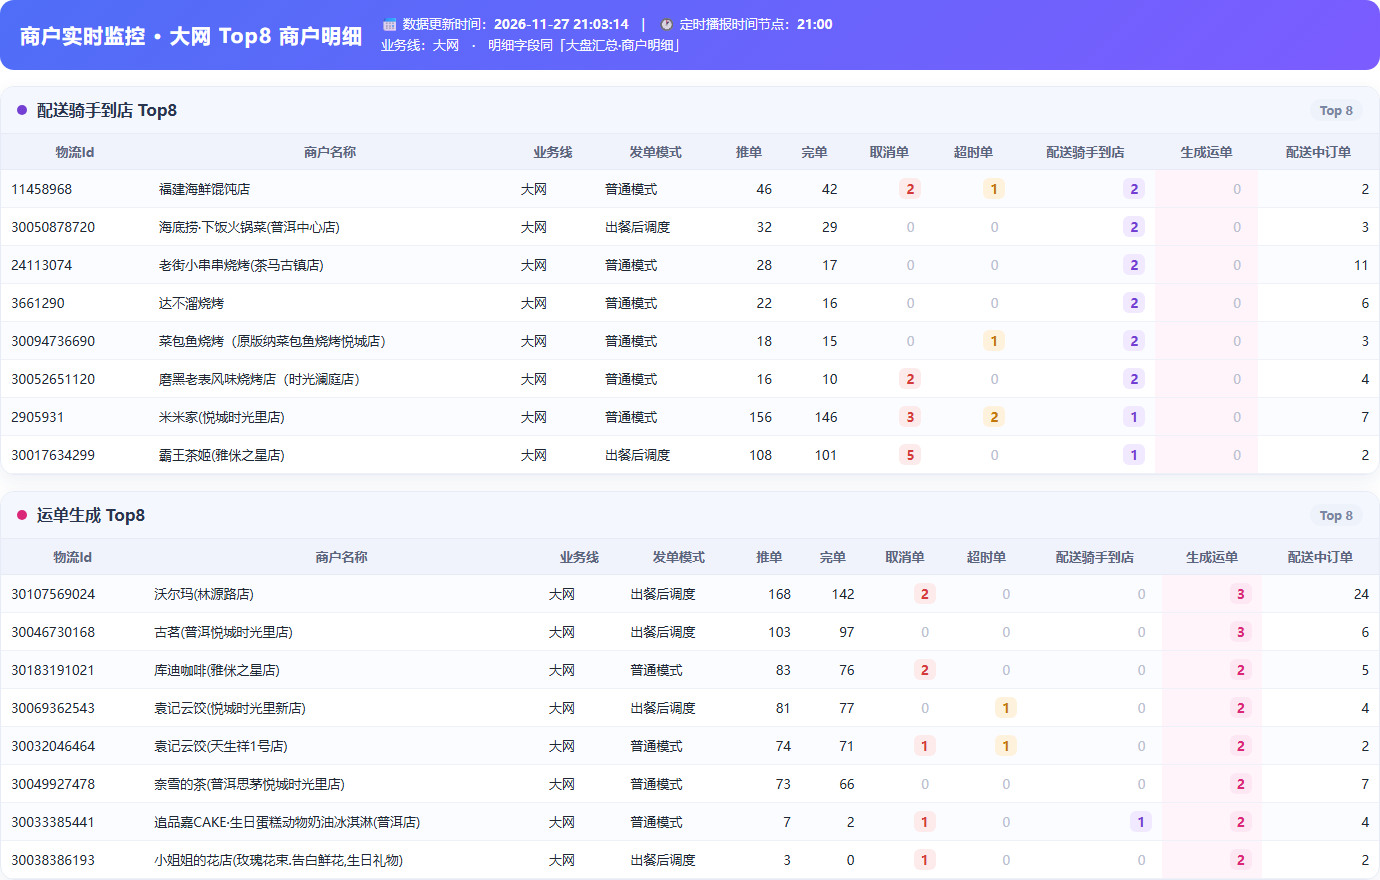 商户实时监控 • 大网 Top8 商户明细
数据更新时间：2026-11-27 21:03:14 | 定时播报时间节点：21:00
业务线：大网 · 明细字段同「大盘汇总·商户明细」
配送骑手到店 Top8 Top 8
物流Id 商户名称 业务线 发单模式 推单 完单 取消单 超时单 配送骑手到店 生成运单 配送中订单
11458968 福建海鲜馄饨店 大网 普通模式 46 42 2 1 2 0 2
30050878720 海底捞·下饭火锅菜(普洱中心店) 大网 出餐后调度 32 29 0 0 2 0 3
24113074 老街小串串烧烤(茶马古镇店) 大网 普通模式 28 17 0 0 2 0 11
3661290 达不溜烧烤 大网 普通模式 22 16 0 0 2 0 6
30094736690 菜包鱼烧烤（原版纳菜包鱼烧烤悦城店） 大网 普通模式 18 15 0 1 2 0 3
30052651120 磨黑老表风味烧烤店（时光澜庭店） 大网 普通模式 16 10 2 0 2 0 4
2905931 米米家(悦城时光里店) 大网 普通模式 156 146 3 2 1 0 7
30017634299 霸王茶姬(雅侎之星店) 大网 出餐后调度 108 101 5 0 1 0 2
运单生成 Top8 Top 8
物流Id 商户名称 业务线 发单模式 推单 完单 取消单 超时单 配送骑手到店 生成运单 配送中订单
30107569024 沃尔玛(林源路店) 大网 出餐后调度 168 142 2 0 0 3 24
30046730168 古茗(普洱悦城时光里店) 大网 出餐后调度 103 97 0 0 0 3 6
30183191021 库迪咖啡(雅侎之星店) 大网 普通模式 83 76 2 0 0 2 5
30069362543 袁记云饺(悦城时光里新店) 大网 出餐后调度 81 77 0 1 0 2 4
30032046464 袁记云饺(天生祥1号店) 大网 普通模式 74 71 1 1 0 2 2
30049927478 奈雪的茶(普洱思茅悦城时光里店) 大网 普通模式 73 66 0 0 0 2 7
30033385441 追品嘉CAKE·生日蛋糕动物奶油冰淇淋(普洱店) 大网 普通模式 7 2 1 0 1 2 4
30038386193 小姐姐的花店(玫瑰花束.告白鲜花,生日礼物) 大网 出餐后调度 3 0 1 0 0 2 2